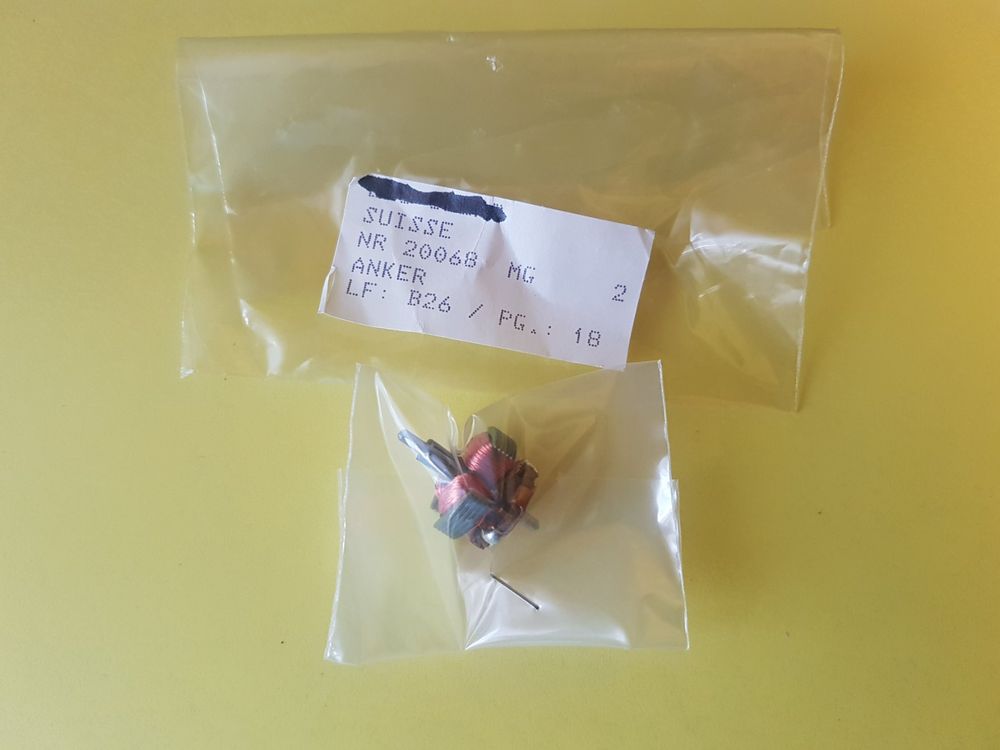 SUISSE
NR 20068 MG 2
ANKER
LF: B26 / PG.: 18